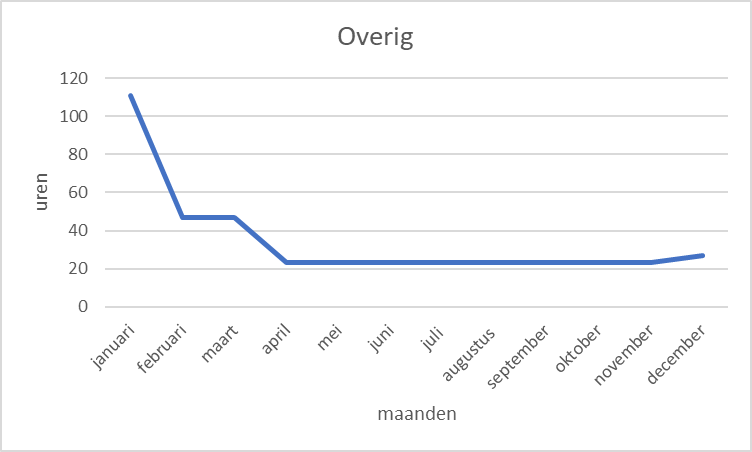 Overig
120
100
80
60
40
20
0
uren
januari
februari
maart
april
mei
juni
juli
augustus
september
oktober
november
december
maanden